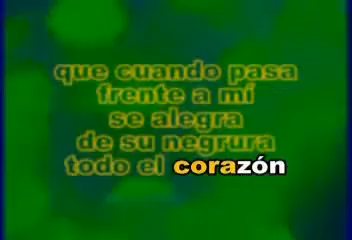 que cuando pasa
frente a mí
se alegra
de su negrura
todo el corazón